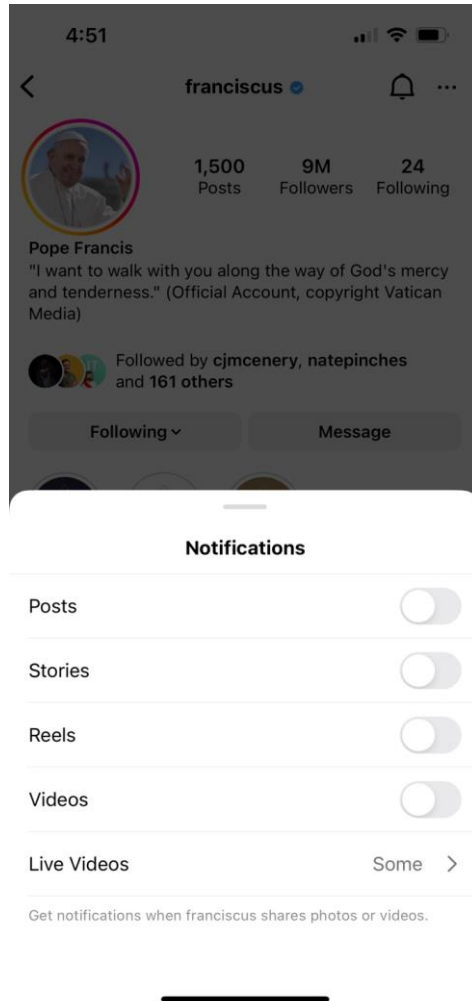 4:51
franciscus
1,500 9M 24
Posts Followers Following
Pope Francis
"I want to walk with you along the way of God's mercy
and tenderness." (Official Account, copyright Vatican
Media)
Followed by cjmcenery, natepinches
and 161 others
Following Message
Notifications
Posts
Stories
Reels
Videos
Live Videos Some
Get notifications when franciscus shares photos or videos.